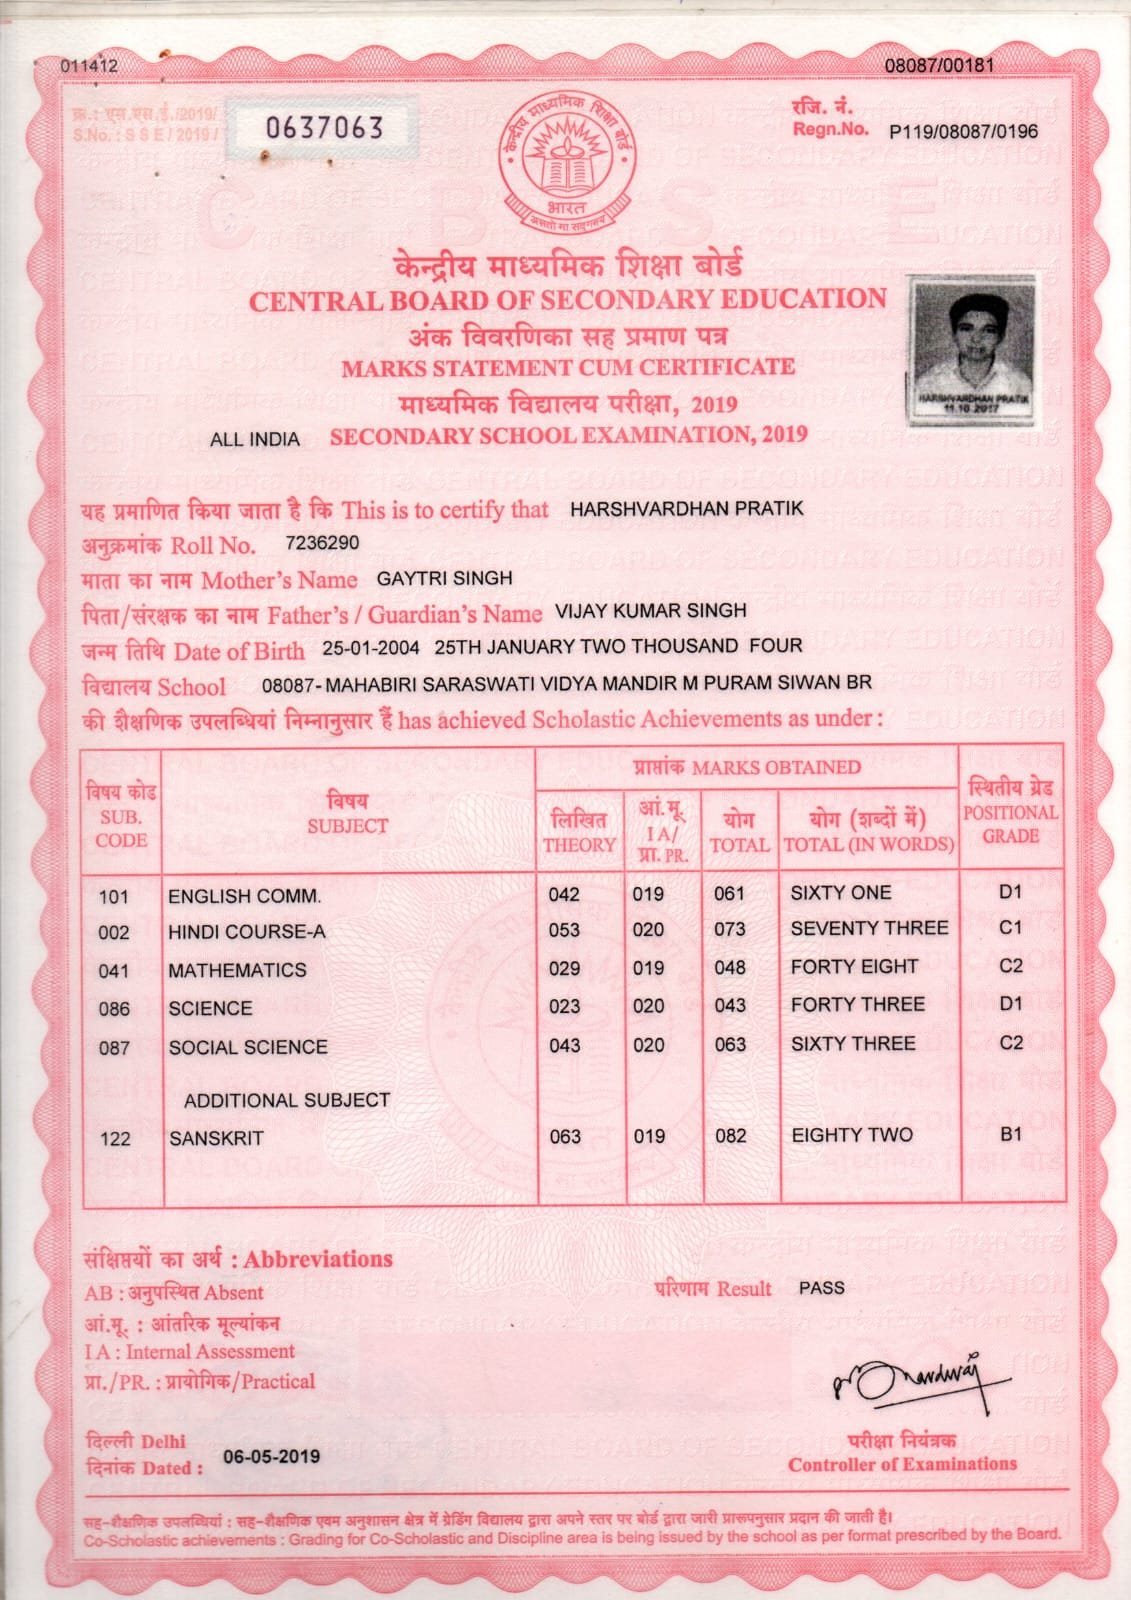 011412
08087/00181
क्र.: एस.एस.ई./2019/
S.No.: S S E / 2019 /
0637063
केन्द्रीय माध्यमिक शिक्षा बोर्ड
भारत
असतो मा सद्गमय
रजि. नं.
Regn.No. P119/08087/0196
C B S E
केन्द्रीय माध्यमिक शिक्षा बोर्ड
CENTRAL BOARD OF SECONDARY EDUCATION
अंक विवरणिका सह प्रमाण पत्र
MARKS STATEMENT CUM CERTIFICATE
माध्यमिक विद्यालय परीक्षा, 2019
ALL INDIA SECONDARY SCHOOL EXAMINATION, 2019
HARSHVARDHAN PRATIK
11.10.2017
यह प्रमाणित किया जाता है कि This is to certify that HARSHVARDHAN PRATIK
अनुक्रमांक Roll No. 7236290
माता का नाम Mother's Name GAYTRI SINGH
पिता/संरक्षक का नाम Father's / Guardian's Name VIJAY KUMAR SINGH
जन्म तिथि Date of Birth 25-01-2004 25TH JANUARY TWO THOUSAND FOUR
विद्यालय School 08087- MAHABIRI SARASWATI VIDYA MANDIR M PURAM SIWAN BR
की शैक्षणिक उपलब्धियां निम्नानुसार हैं has achieved Scholastic Achievements as under :
विषय कोड SUB. CODE
विषय SUBJECT
प्राप्तांक MARKS OBTAINED
लिखित THEORY
आं.मू. I A/ प्रा. PR.
योग TOTAL
योग (शब्दों में) TOTAL (IN WORDS)
स्थितीय ग्रेड POSITIONAL GRADE
101 ENGLISH COMM. 042 019 061 SIXTY ONE D1
002 HINDI COURSE-A 053 020 073 SEVENTY THREE C1
041 MATHEMATICS 029 019 048 FORTY EIGHT C2
086 SCIENCE 023 020 043 FORTY THREE D1
087 SOCIAL SCIENCE 043 020 063 SIXTY THREE C2
ADDITIONAL SUBJECT
122 SANSKRIT 063 019 082 EIGHTY TWO B1
संक्षिप्तियों का अर्थ : Abbreviations
AB : अनुपस्थित Absent
परिणाम Result PASS
आं.मू. : आंतरिक मूल्यांकन
I A : Internal Assessment
प्रा./PR. : प्रायोगिक/Practical
दिल्ली Delhi
दिनांक Dated : 06-05-2019
परीक्षा नियंत्रक
Controller of Examinations
सह-शैक्षणिक उपलब्धियां : सह-शैक्षणिक एवम अनुशासन क्षेत्र में ग्रेडिंग विद्यालय द्वारा अपने स्तर पर बोर्ड द्वारा जारी प्रारूपनुसार प्रदान की जाती है।
Co-Scholastic achievements : Grading for Co-Scholastic and Discipline area is being issued by the school as per format prescribed by the Board.